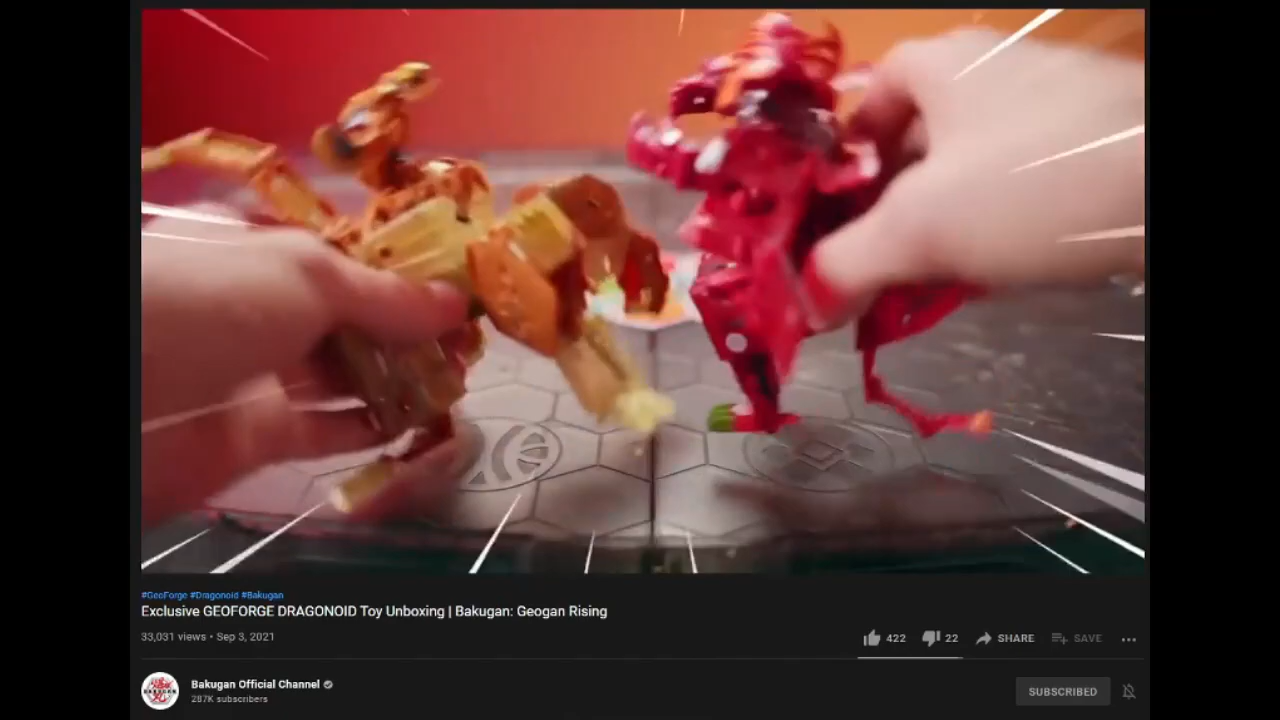 #GeoForge #Dragonoid #Bakugan
Exclusive GEOFORGE DRAGONOID Toy Unboxing | Bakugan: Geogan Rising
33,031 views • Sep 3, 2021
422 22 SHARE SAVE
Bakugan Official Channel
287K subscribers
SUBSCRIBED